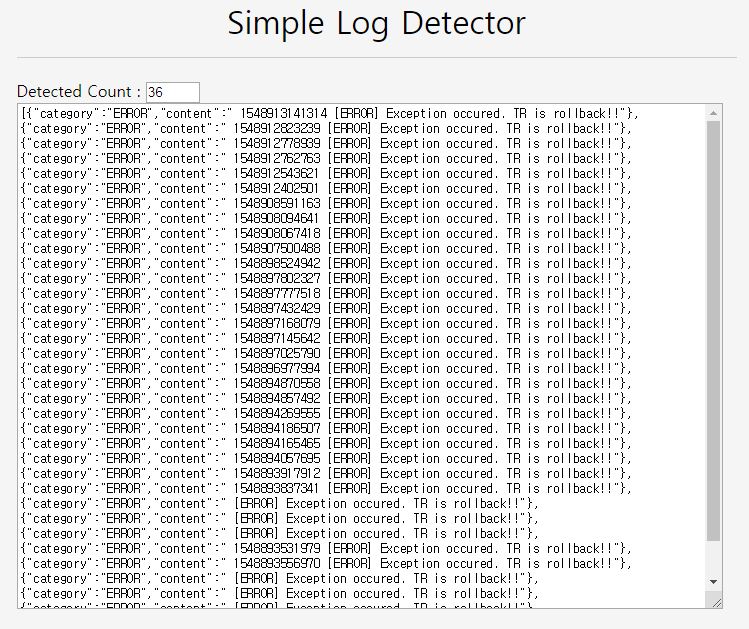 Simple Log Detector
Detected Count : 36
[{"category":"ERROR","content":" 1548913141314 [ERROR] Exception occured. TR is rollback!!"},
{"category":"ERROR","content":" 1548912823239 [ERROR] Exception occured. TR is rollback!!"},
{"category":"ERROR","content":" 1548912778939 [ERROR] Exception occured. TR is rollback!!"},
{"category":"ERROR","content":" 1548912762763 [ERROR] Exception occured. TR is rollback!!"},
{"category":"ERROR","content":" 1548912543621 [ERROR] Exception occured. TR is rollback!!"},
{"category":"ERROR","content":" 1548912402501 [ERROR] Exception occured. TR is rollback!!"},
{"category":"ERROR","content":" 1548908591163 [ERROR] Exception occured. TR is rollback!!"},
{"category":"ERROR","content":" 1548908094641 [ERROR] Exception occured. TR is rollback!!"},
{"category":"ERROR","content":" 1548908067418 [ERROR] Exception occured. TR is rollback!!"},
{"category":"ERROR","content":" 1548907500488 [ERROR] Exception occured. TR is rollback!!"},
{"category":"ERROR","content":" 1548898524942 [ERROR] Exception occured. TR is rollback!!"},
{"category":"ERROR","content":" 1548897802327 [ERROR] Exception occured. TR is rollback!!"},
{"category":"ERROR","content":" 1548897777518 [ERROR] Exception occured. TR is rollback!!"},
{"category":"ERROR","content":" 1548897432429 [ERROR] Exception occured. TR is rollback!!"},
{"category":"ERROR","content":" 1548897168079 [ERROR] Exception occured. TR is rollback!!"},
{"category":"ERROR","content":" 1548897145642 [ERROR] Exception occured. TR is rollback!!"},
{"category":"ERROR","content":" 1548897025790 [ERROR] Exception occured. TR is rollback!!"},
{"category":"ERROR","content":" 1548896977994 [ERROR] Exception occured. TR is rollback!!"},
{"category":"ERROR","content":" 1548894870558 [ERROR] Exception occured. TR is rollback!!"},
{"category":"ERROR","content":" 1548894857492 [ERROR] Exception occured. TR is rollback!!"},
{"category":"ERROR","content":" 1548894269555 [ERROR] Exception occured. TR is rollback!!"},
{"category":"ERROR","content":" 1548894186507 [ERROR] Exception occured. TR is rollback!!"},
{"category":"ERROR","content":" 1548894165465 [ERROR] Exception occured. TR is rollback!!"},
{"category":"ERROR","content":" 1548894057695 [ERROR] Exception occured. TR is rollback!!"},
{"category":"ERROR","content":" 1548893917912 [ERROR] Exception occured. TR is rollback!!"},
{"category":"ERROR","content":" 1548893837341 [ERROR] Exception occured. TR is rollback!!"},
{"category":"ERROR","content":" [ERROR] Exception occured. TR is rollback!!"},
{"category":"ERROR","content":" [ERROR] Exception occured. TR is rollback!!"},
{"category":"ERROR","content":" [ERROR] Exception occured. TR is rollback!!"},
{"category":"ERROR","content":" 1548893531979 [ERROR] Exception occured. TR is rollback!!"},
{"category":"ERROR","content":" 1548893556970 [ERROR] Exception occured. TR is rollback!!"},
{"category":"ERROR","content":" [ERROR] Exception occured. TR is rollback!!"},
{"category":"ERROR","content":" [ERROR] Exception occured. TR is rollback!!"},
{"category":"ERROR","content":" [ERROR] Exception occured. TR is rollback!!"},